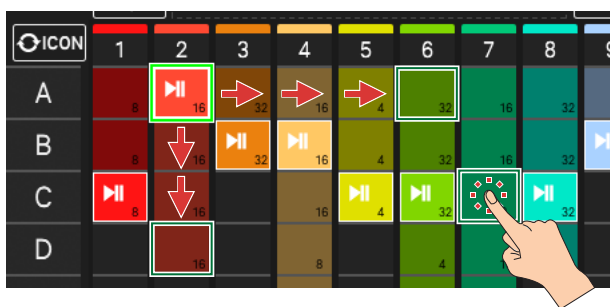 ICON 1 2 3 4 5 6 7 8
A 8 16 32 16 4 32 16 32
B 8 16 32 16 4 32 16 32
C 8 16 16 4 32 32
D 16 8 4